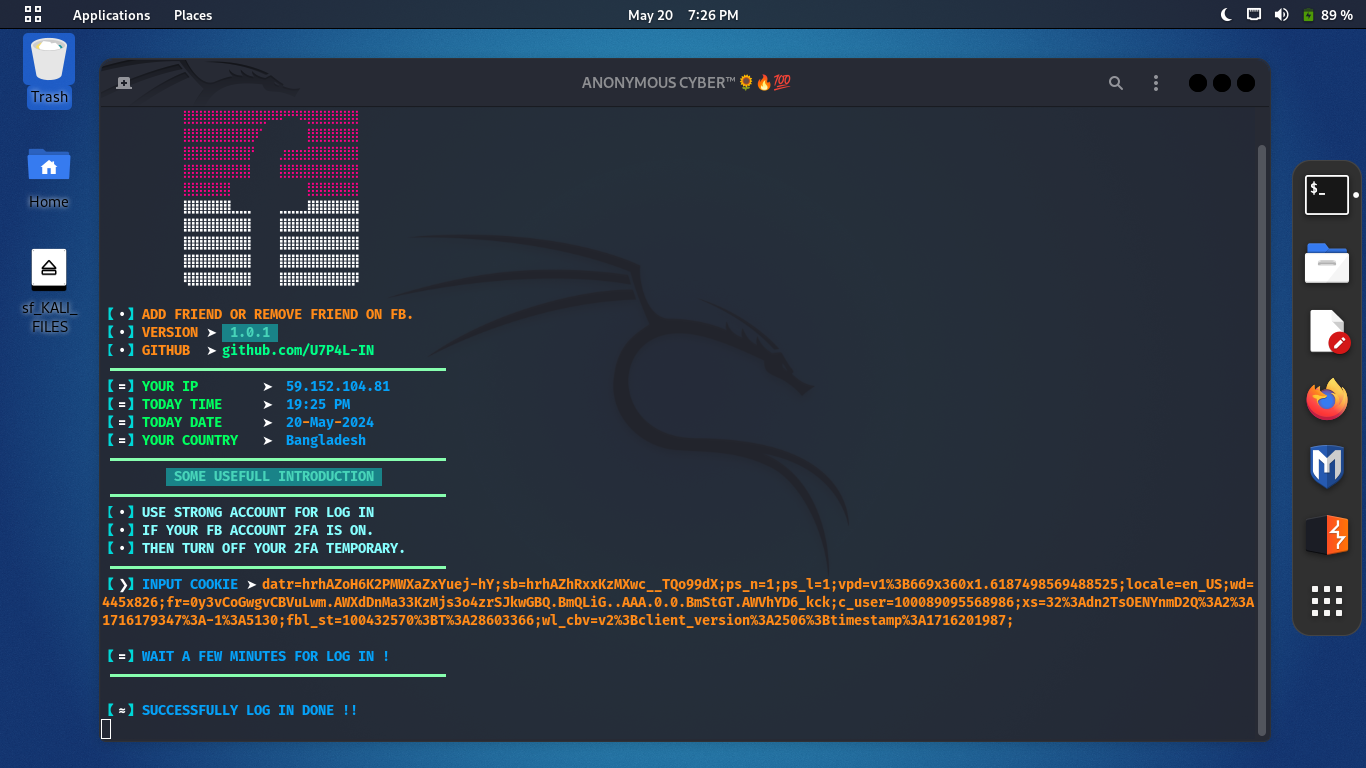 Applications Places May 20 7:26 PM 89 %
Trash
Home
sf_KALI_
FILES
ANONYMOUS CYBER™🌻🔥💯
【•】ADD FRIEND OR REMOVE FRIEND ON FB.
【•】VERSION ➤ 1.0.1
【•】GITHUB ➤ github.com/U7P4L-IN
【=】YOUR IP ➤ 59.152.104.81
【=】TODAY TIME ➤ 19:25 PM
【=】TODAY DATE ➤ 20-May-2024
【=】YOUR COUNTRY ➤ Bangladesh
SOME USEFULL INTRODUCTION
【•】USE STRONG ACCOUNT FOR LOG IN
【•】IF YOUR FB ACCOUNT 2FA IS ON.
【•】THEN TURN OFF YOUR 2FA TEMPORARY.
【❯】INPUT COOKIE ➤ datr=hrhAZoH6K2PMWXaZxYuej-hY;sb=hrhAZhRxxKzMXwc__TQo99dX;ps_n=1;ps_l=1;vpd=v1%3B669x360x1.6187498569488525;locale=en_US;wd=
445x826;fr=0y3vCoGwgvCBVuLwm.AWXdDnMa33KzMjs3o4zrSJkwGBQ.BmQLiG..AAA.0.0.BmStGT.AWVhYD6_kck;c_user=100089095568986;xs=32%3Adn2TsOENYnmD2Q%3A2%3A
1716179347%3A-1%3A5130;fbl_st=100432570%3BT%3A28603366;wl_cbv=v2%3Bclient_version%3A2506%3Btimestamp%3A1716201987;
【=】WAIT A FEW MINUTES FOR LOG IN !
【≈】SUCCESSFULLY LOG IN DONE !!